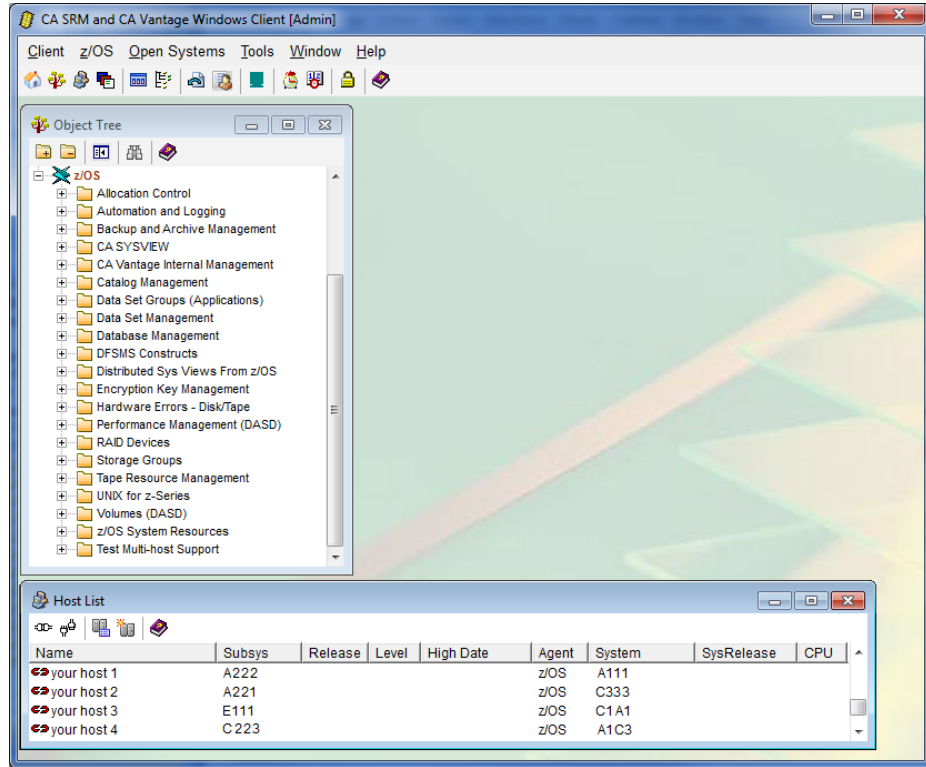 CA SRM and CA Vantage Windows Client [Admin]
Client z/OS Open Systems Tools Window Help
Object Tree
z/OS
Allocation Control
Automation and Logging
Backup and Archive Management
CA SYSVIEW
CA Vantage Internal Management
Catalog Management
Data Set Groups (Applications)
Data Set Management
Database Management
DFSMS Constructs
Distributed Sys Views From z/OS
Encryption Key Management
Hardware Errors - Disk/Tape
Performance Management (DASD)
RAID Devices
Storage Groups
Tape Resource Management
UNIX for z-Series
Volumes (DASD)
z/OS System Resources
Test Multi-host Support
Host List
Name Subsys Release Level High Date Agent System SysRelease CPU
your host 1 A222 z/OS A111
your host 2 A221 z/OS C333
your host 3 E111 z/OS C1A1
your host 4 C223 z/OS A1C3